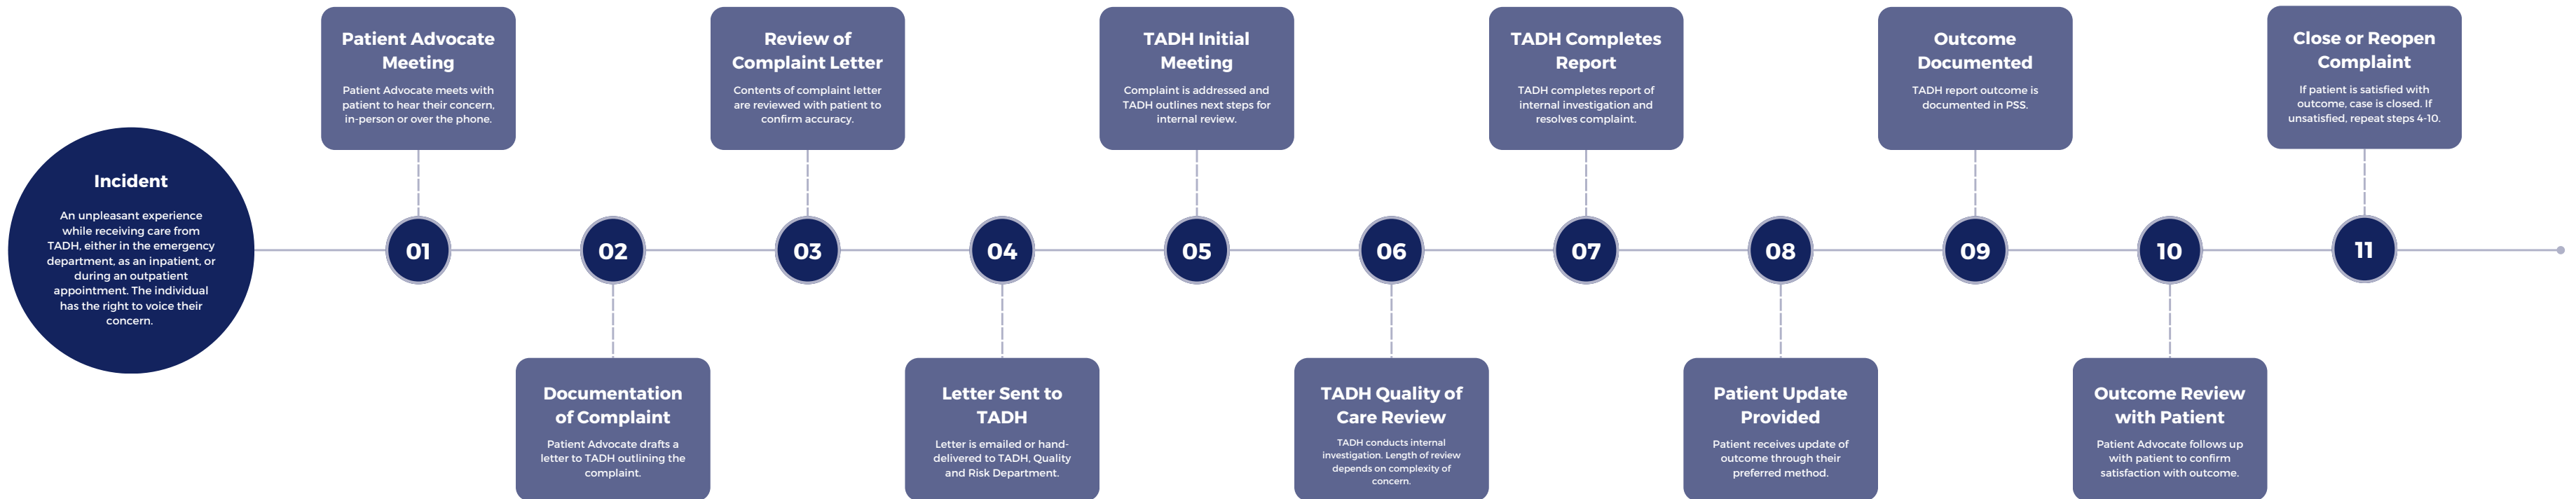 Incident
An unpleasant experience
while receiving care from
TADH, either in the emergency
department, as an inpatient, or
during an outpatient
appointment. The individual
has the right to voice their
concern.
01
Patient Advocate
Meeting
Patient Advocate meets with
patient to hear their concern,
in-person or over the phone.
02
Documentation
of Complaint
Patient Advocate drafts a
letter to TADH outlining the
complaint.
03
Review of
Complaint Letter
Contents of complaint letter
are reviewed with patient to
confirm accuracy.
04
Letter Sent to
TADH
Letter is emailed or hand-
delivered to TADH, Quality
and Risk Department.
05
TADH Initial
Meeting
Complaint is addressed and
TADH outlines next steps for
internal review.
06
TADH Quality of
Care Review
TADH conducts internal
investigation. Length of review
depends on complexity of
concern.
07
TADH Completes
Report
TADH completes report of
internal investigation and
resolves complaint.
08
Patient Update
Provided
Patient receives update of
outcome through their
preferred method.
09
Outcome
Documented
TADH report outcome is
documented in PSS.
10
Outcome Review
with Patient
Patient Advocate follows up
with patient to confirm
satisfaction with outcome.
11
Close or Reopen
Complaint
If patient is satisfied with
outcome, case is closed. If
unsatisfied, repeat steps 4-10.